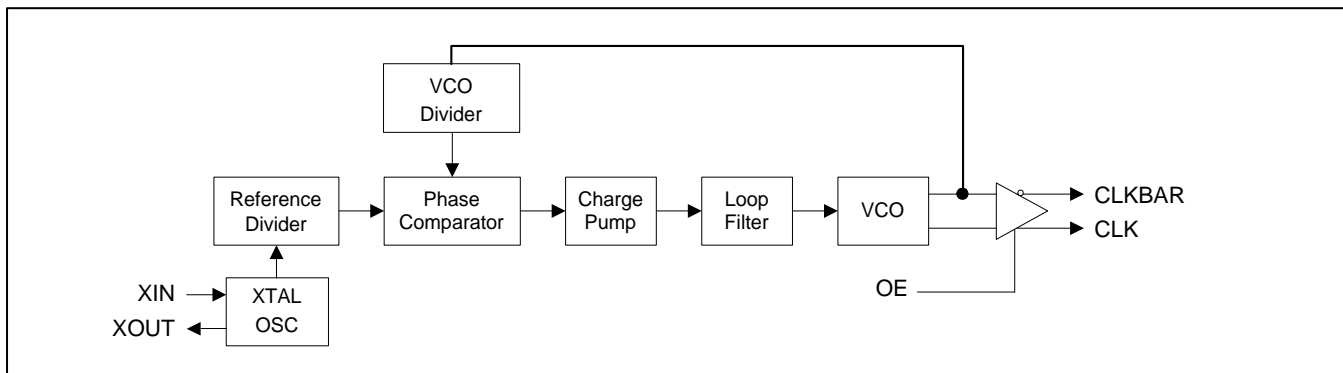 VCO
Divider
Reference
Divider
Phase
Comparator
Charge
Pump
Loop
Filter
VCO
CLKBAR
CLK
OE
XIN
XOUT
XTAL
OSC